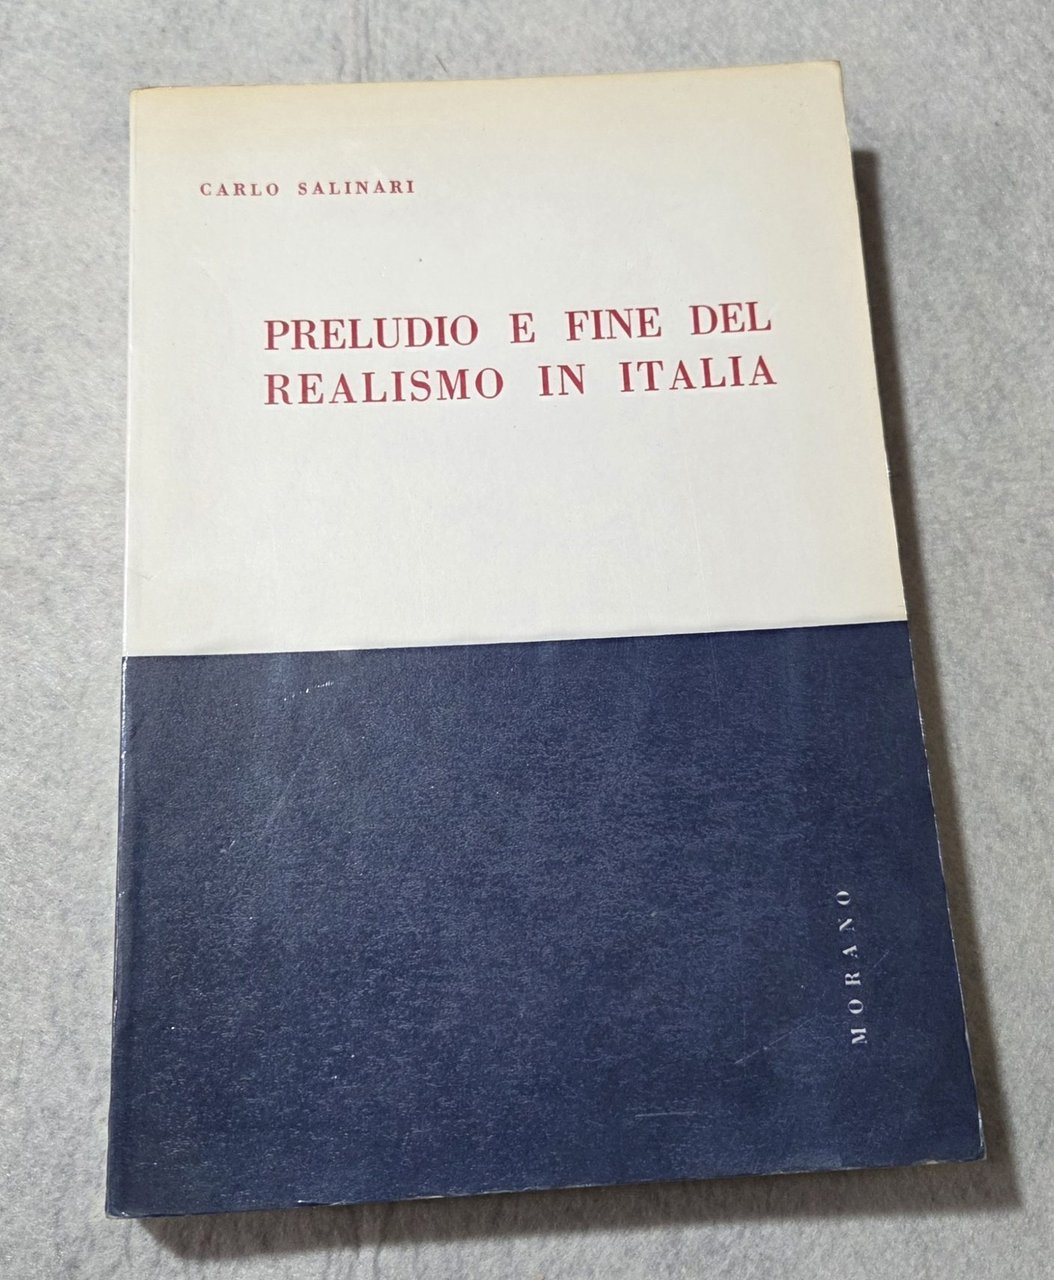 CARLO SALINARI
PRELUDIO E FINE DEL
REALISMO IN ITALIA
MORANO